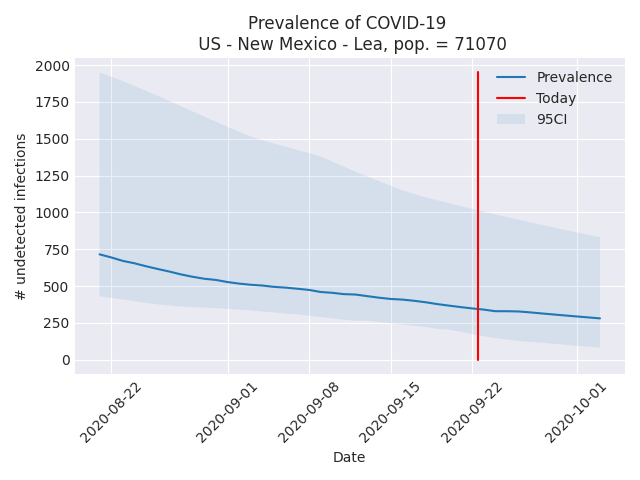 Prevalence of COVID-19
US - New Mexico - Lea, pop. = 71070
# undetected infections
2000
1750
1500
1250
1000
750
500
250
0
Prevalence
Today
95CI
2020-08-22
2020-09-01
2020-09-08
2020-09-15
2020-09-22
2020-10-01
Date